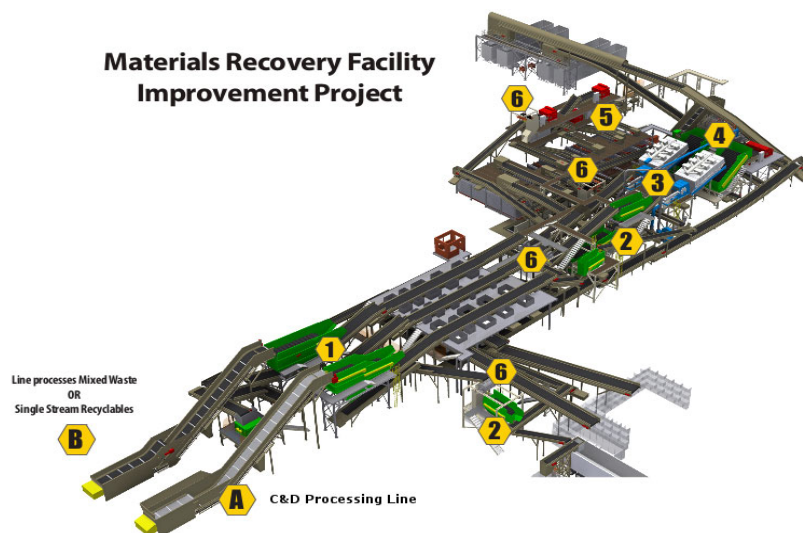 Materials Recovery Facility
Improvement Project
6
5
4
6
3
2
6
1
Line processes Mixed Waste
OR
Single Stream Recyclables
6
B
2
A
C&D Processing Line